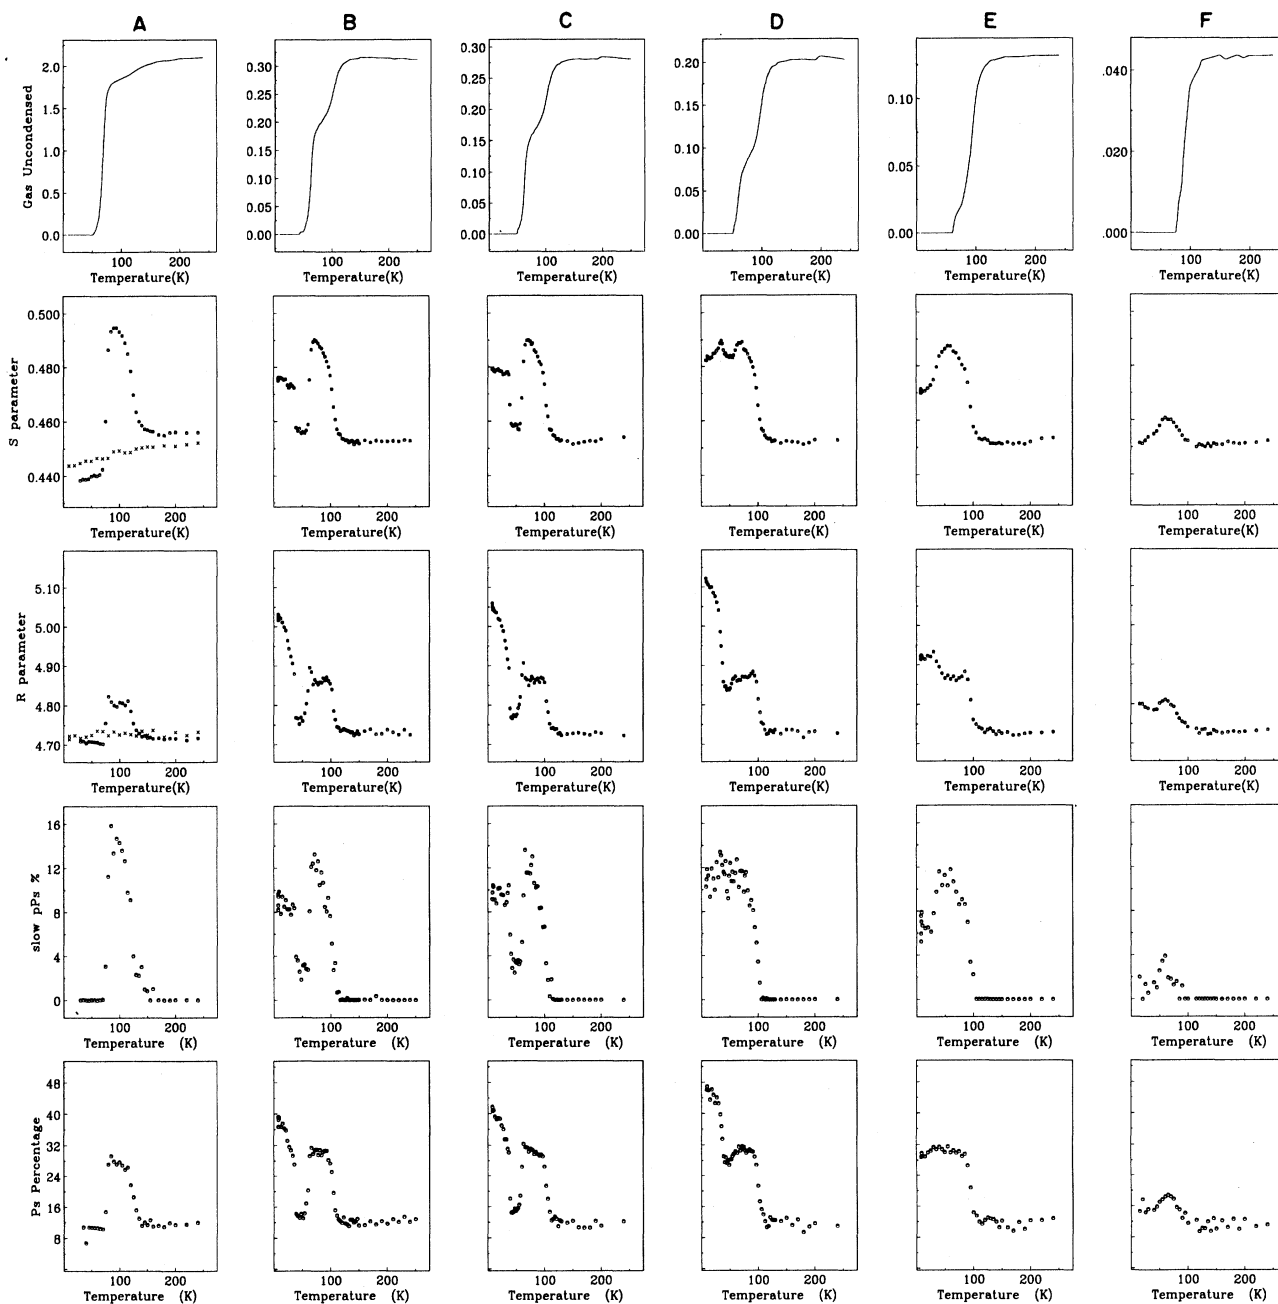 A B C D E F
Gas Uncondensed
2.0 1.5 1.0 0.5 0.0
0.30 0.25 0.20 0.15 0.10 0.05 0.00
0.30 0.25 0.20 0.15 0.10 0.05 0.00
0.20 0.15 0.10 0.05 0.00
0.10 0.05 0.00
.040 .020 .000
100 200 100 200 100 200 100 200 100 200 100 200
Temperature(K) Temperature(K) Temperature(K) Temperature(K) Temperature(K) Temperature(K)
S parameter
0.500 0.480 0.460 0.440
100 200 100 200 100 200 100 200 100 200 100 200
Temperature(K) Temperature(K) Temperature(K) Temperature(K) Temperature(K) Temperature(K)
R parameter
5.10 5.00 4.90 4.80 4.70
100 200 100 200 100 200 100 200 100 200 100 200
Temperature(K) Temperature(K) Temperature(K) Temperature(K) Temperature(K) Temperature(K)
slow pPs %
16 12 8 4 0
100 200 100 200 100 200 100 200 100 200 100 200
Temperature (K) Temperature (K) Temperature (K) Temperature (K) Temperature (K) Temperature (K)
Ps Percentage
48 40 32 24 16 8
100 200 100 200 100 200 100 200 100 200 100 200
Temperature (K) Temperature (K) Temperature (K) Temperature (K) Temperature (K) Temperature (K)